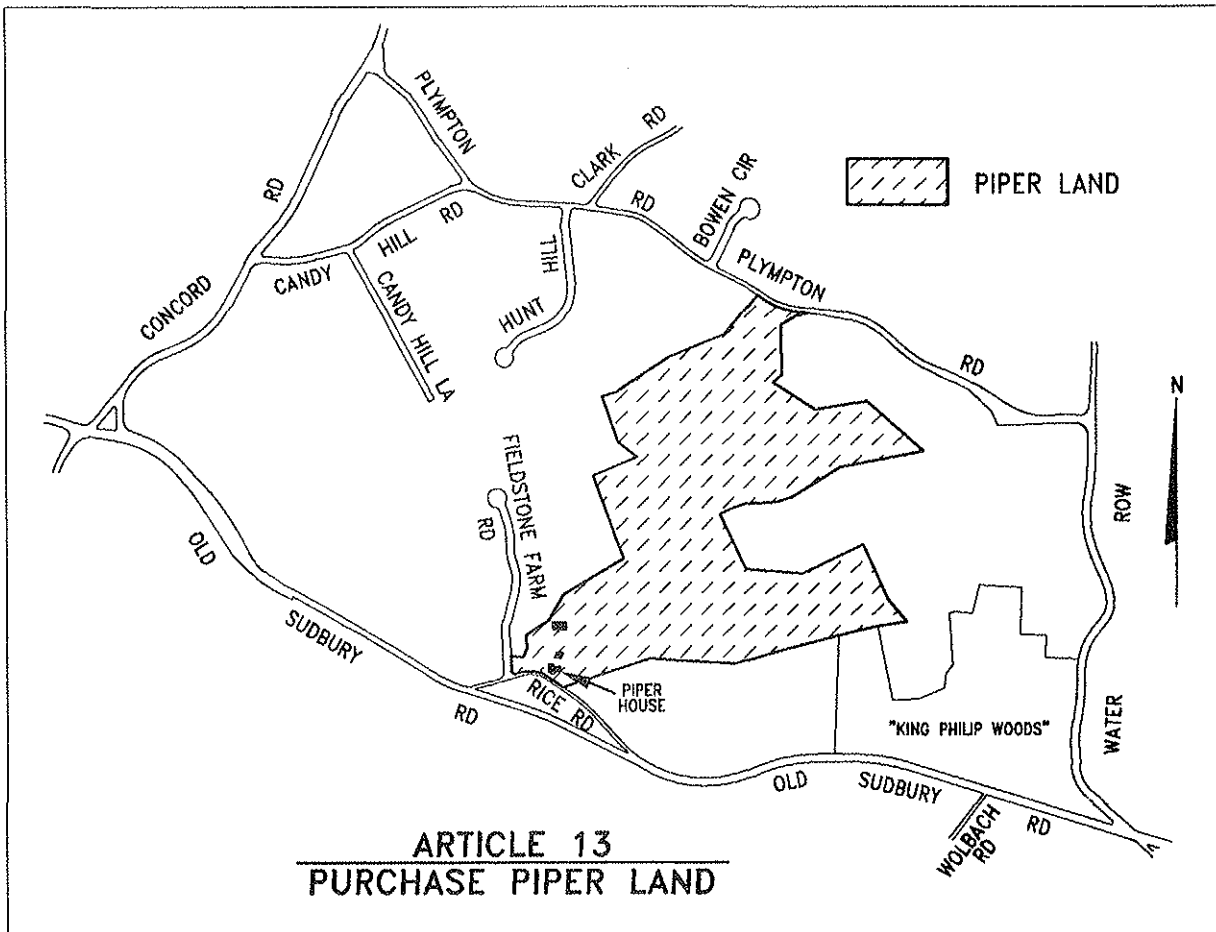 PLYMPTON
CLARK RD
RD
BOWEN CIR
PIPER LAND
RD
HILL RD
HILL
PLYMPTON
CANDY
CONCORD
CANDY HILL LA
HUNT
RD
N
FIELDSTONE FARM
RD
ROW
OLD
SUDBURY
PIPER
HOUSE
RICE RD
RD
"KING PHILIP WOODS"
WATER
OLD
SUDBURY
RD
WOLBACH
RD
ARTICLE 13
PURCHASE PIPER LAND